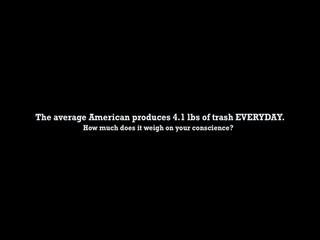 The average American produces 4.1 lbs of trash EVERYDAY.
How much does it weigh on your conscience?